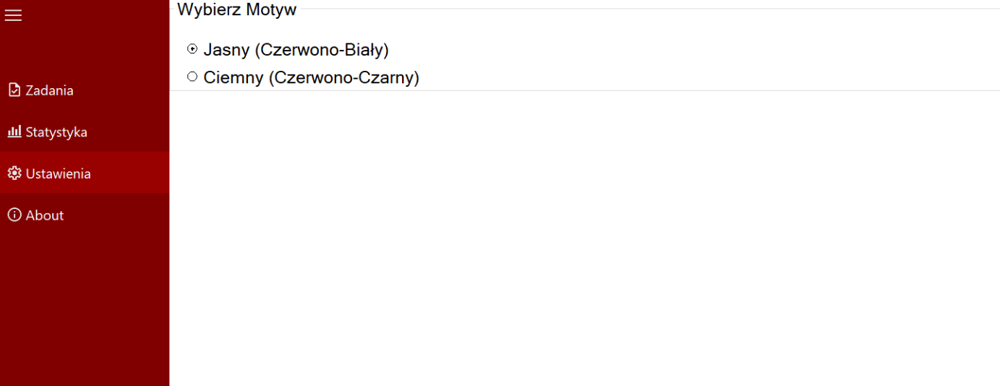 Wybierz Motyw
Jasny (Czerwono-Biały)
Ciemny (Czerwono-Czarny)
Zadania
Statystyka
Ustawienia
About